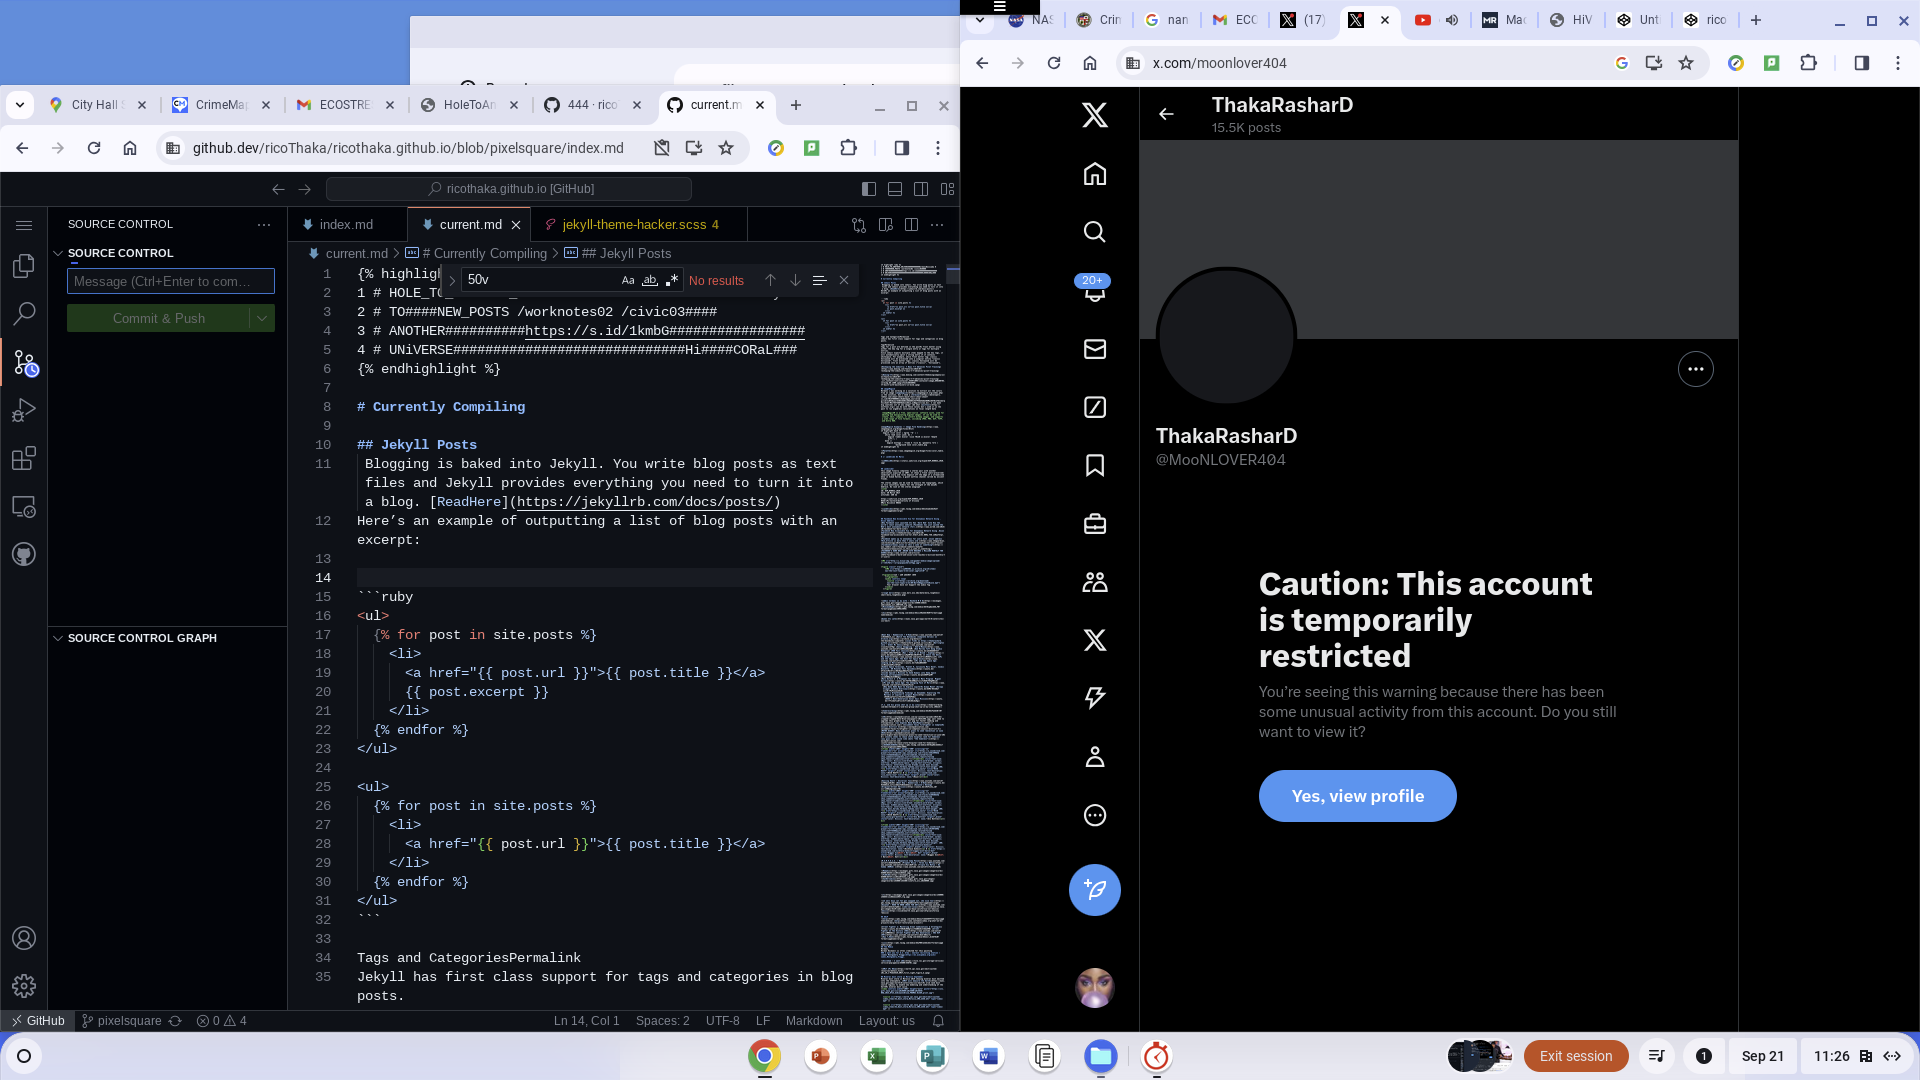 City Hall
CrimeMa
ECOSTRE
HoleToAn
444 · rico
current.m
github.dev/ricoThaka/ricothaka.github.io/blob/pixelsquare/index.md
ricothaka.github.io [GitHub]
SOURCE CONTROL
SOURCE CONTROL
Message (Ctrl+Enter to com…
Commit & Push
SOURCE CONTROL GRAPH
index.md
current.md
jekyll-theme-hacker.scss 4
current.md > # Currently Compiling > ## Jekyll Posts
50v
Aa
ab
No results
1 {% highligh
2 1 # HOLE_TO_
3 2 # TO####NEW_POSTS /worknotes02 /civic03####
4 3 # ANOTHER##########https://s.id/1kmbG#################
5 4 # UNiVERSE#############################Hi####CORaL###
6 {% endhighlight %}
7
8 # Currently Compiling
9
10 ## Jekyll Posts
11 Blogging is baked into Jekyll. You write blog posts as text
files and Jekyll provides everything you need to turn it into
a blog. [ReadHere](https://jekyllrb.com/docs/posts/)
12 Here's an example of outputting a list of blog posts with an
excerpt:
13
14
15 ```ruby
16 <ul>
17 {% for post in site.posts %}
18 <li>
19 <a href="{{ post.url }}">{{ post.title }}</a>
20 {{ post.excerpt }}
21 </li>
22 {% endfor %}
23 </ul>
24
25 <ul>
26 {% for post in site.posts %}
27 <li>
28 <a href="{{ post.url }}">{{ post.title }}</a>
29 </li>
30 {% endfor %}
31 </ul>
32 ```
33
34 Tags and CategoriesPermalink
35 Jekyll has first class support for tags and categories in blog
posts.
GitHub
pixelsquare
0
4
Ln 14, Col 1
Spaces: 2
UTF-8
LF
Markdown
Layout: us
NAS
Crin
nan
ECO
(17)
Mac
HiV
Unti
rico
x.com/moonlover404
ThakaRasharD
15.5K posts
20+
ThakaRasharD
@MooNLOVER404
Caution: This account
is temporarily
restricted
You're seeing this warning because there has been
some unusual activity from this account. Do you still
want to view it?
Yes, view profile
Exit session
1
Sep 21
11:26